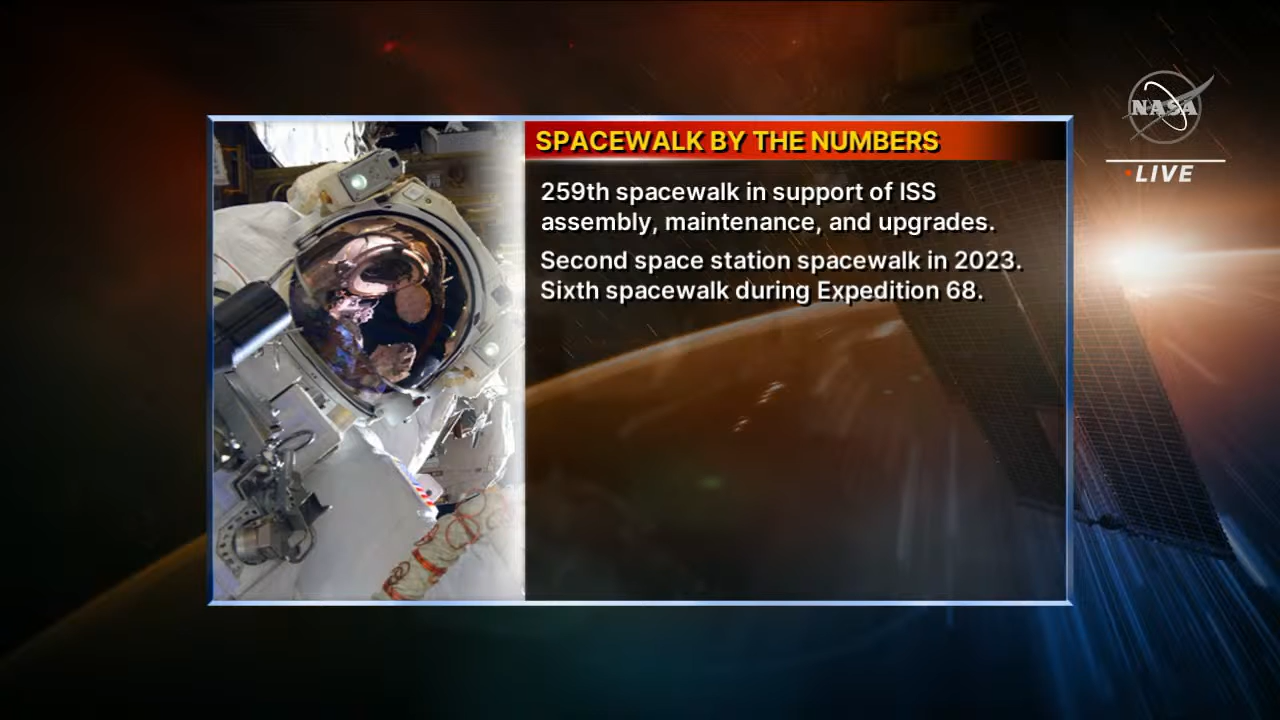 SPACEWALK BY THE NUMBERS
259th spacewalk in support of ISS
assembly, maintenance, and upgrades.
Second space station spacewalk in 2023.
Sixth spacewalk during Expedition 68.
NASA
LIVE